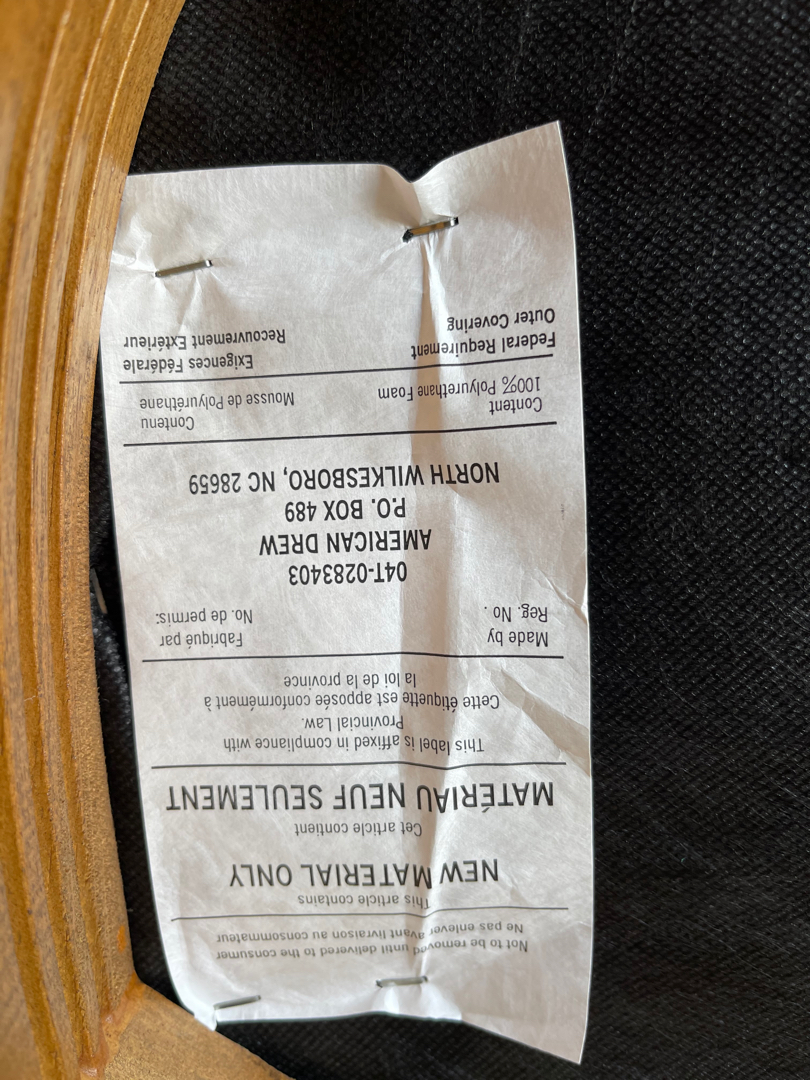 Not to be removed until delivered to the consumer
Ne pas enlever avant livraison au consommateur
This article contains
NEW MATERIAL ONLY
Cet article contient
MATÉRIAU NEUF SEULEMENT
This label is affixed in compliance with
Provincial Law.
Cette étiquette est apposée conformément à
la loi de la province
Made by Fabriqué par
Reg. No . No. de permis:
04T-0283403
AMERICAN DREW
P.O. BOX 489
NORTH WILKESBORO, NC 28659
Content Contenu
100% Polyurethane Foam Mousse de Polyuréthane
Federal Requirement Exigences Fédérale
Outer Covering Recouvrement Extérieur